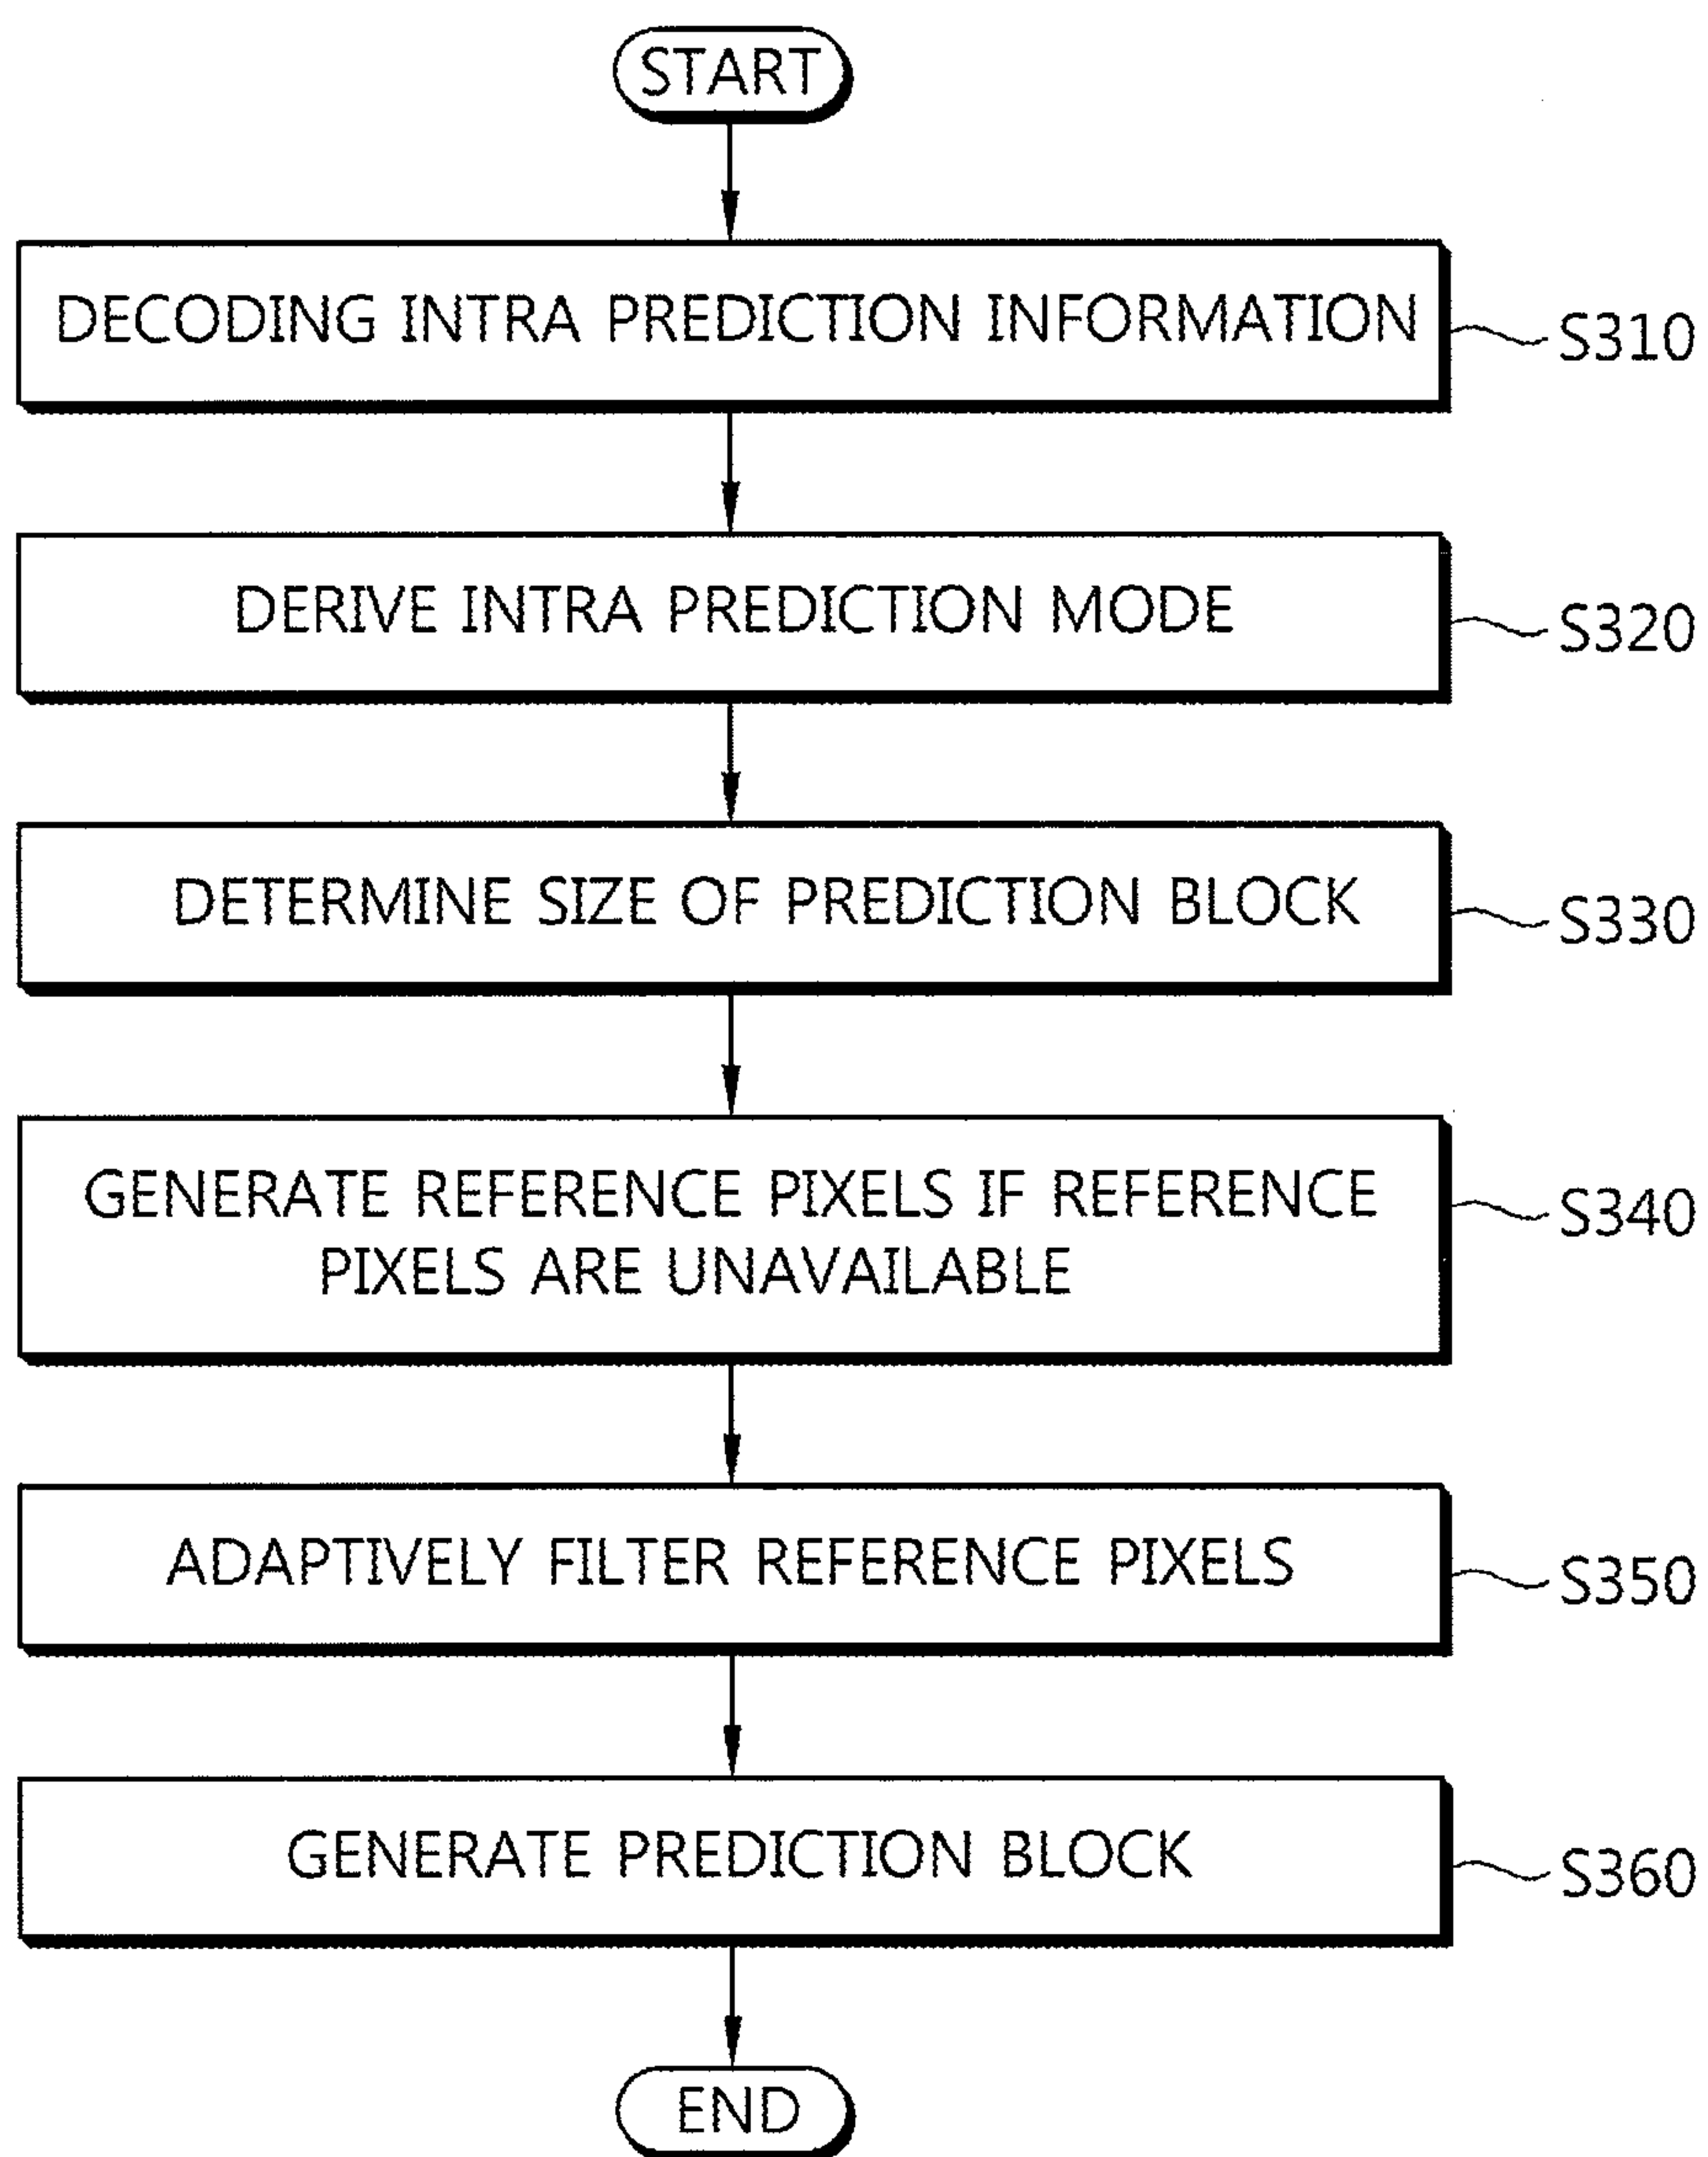 START
DECODING INTRA PREDICTION INFORMATION
S310
DERIVE INTRA PREDICTION MODE
S320
DETERMINE SIZE OF PREDICTION BLOCK
S330
GENERATE REFERENCE PIXELS IF REFERENCE
PIXELS ARE UNAVAILABLE
S340
ADAPTIVELY FILTER REFERENCE PIXELS
S350
GENERATE PREDICTION BLOCK
S360
END